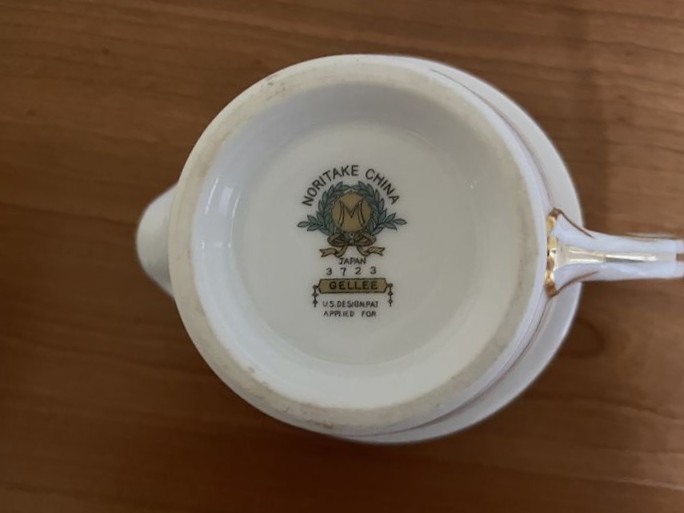 NORITAKE CHINA
M
JAPAN
3723
GELLEE
U.S.DESIGN PAT
APPLIED FOR